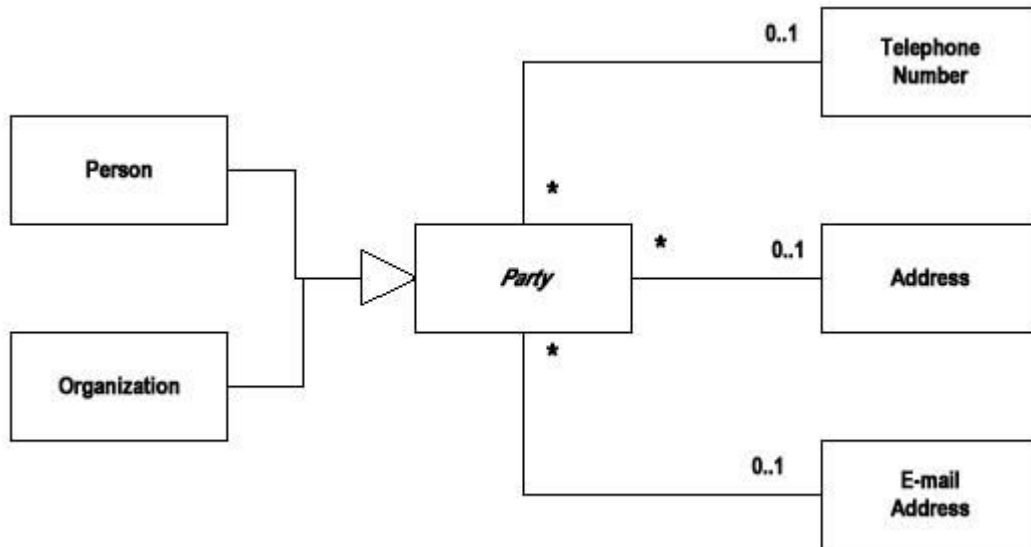 0..1
Telephone
Number
Person
*
*
0..1
Party
Address
Organization
*
0..1
E-mail
Address